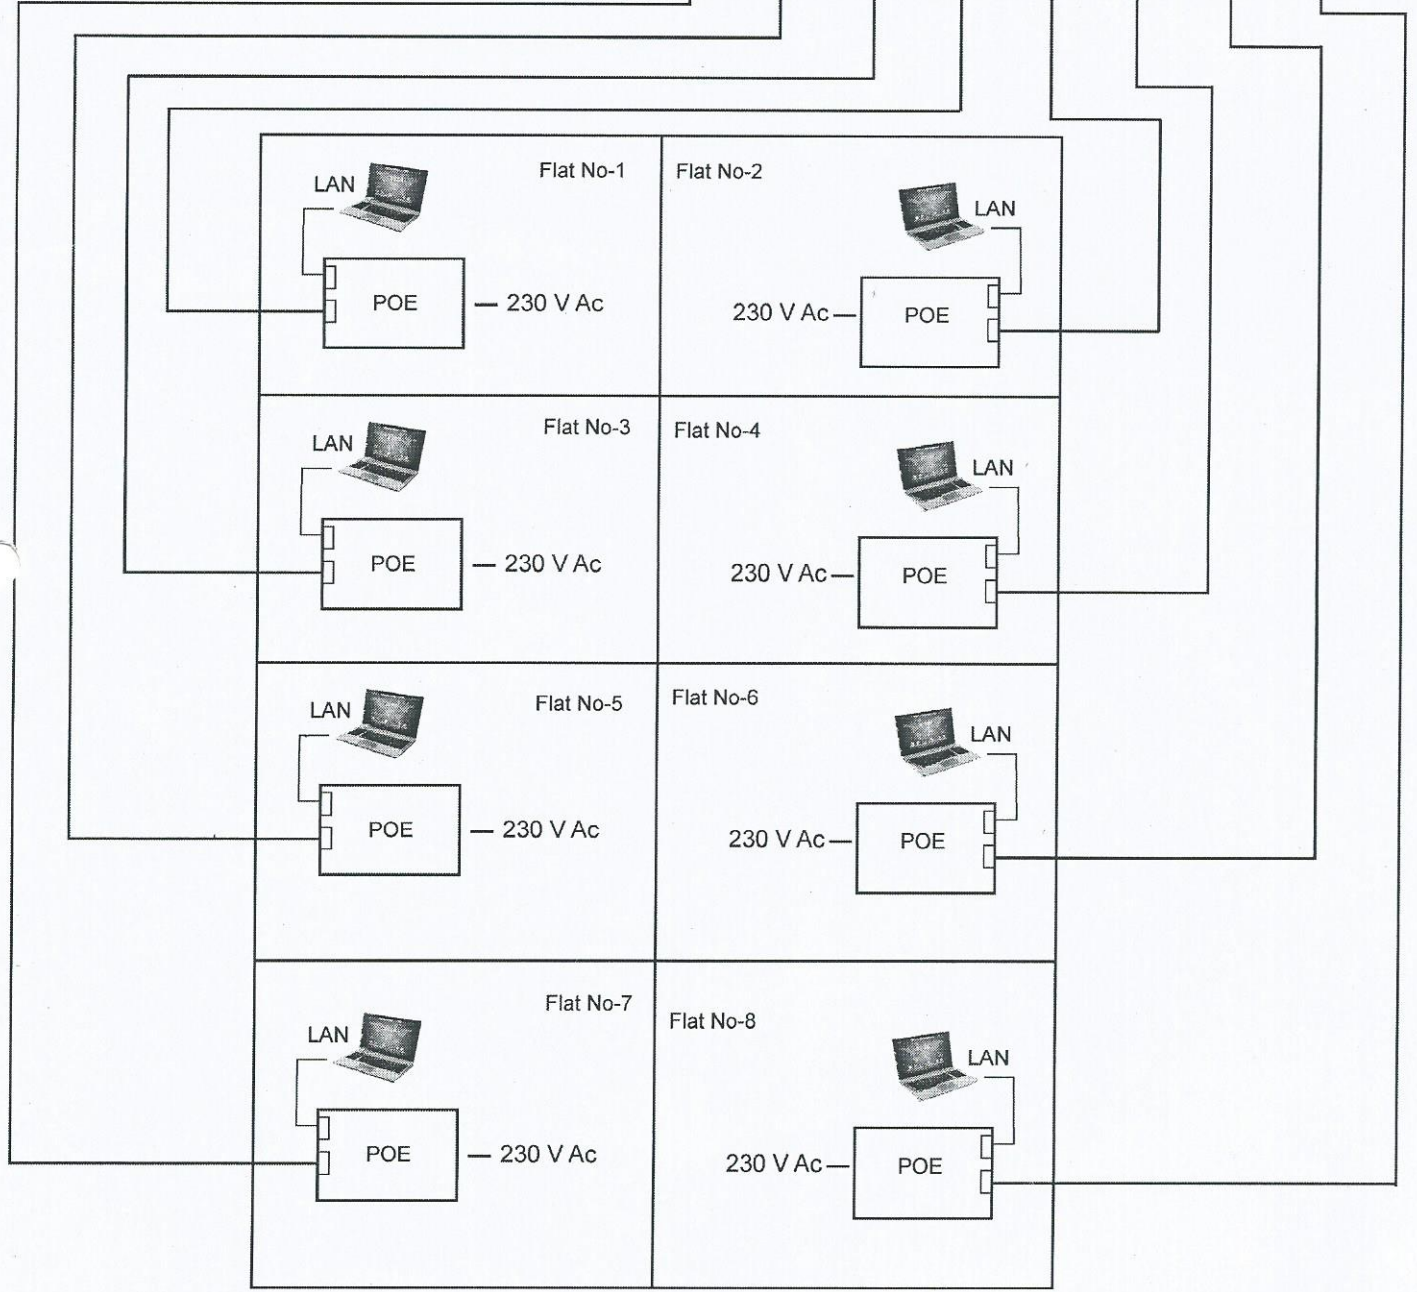 Flat No-1
LAN
POE
230 V Ac
Flat No-2
LAN
230 V Ac
POE
Flat No-3
LAN
POE
230 V Ac
Flat No-4
LAN
230 V Ac
POE
Flat No-5
LAN
POE
230 V Ac
Flat No-6
LAN
230 V Ac
POE
Flat No-7
LAN
POE
230 V Ac
Flat No-8
LAN
230 V Ac
POE